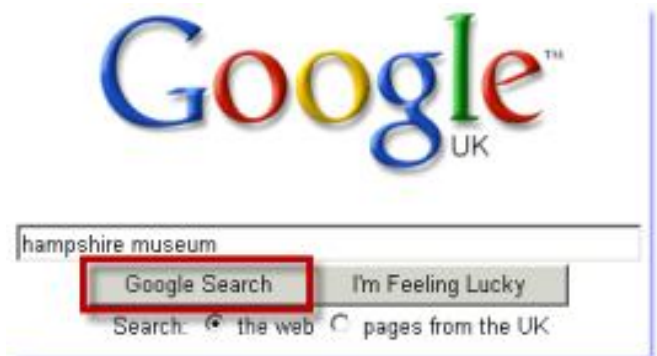 Google™
UK
hampshire museum
Google Search I'm Feeling Lucky
Search: the web pages from the UK